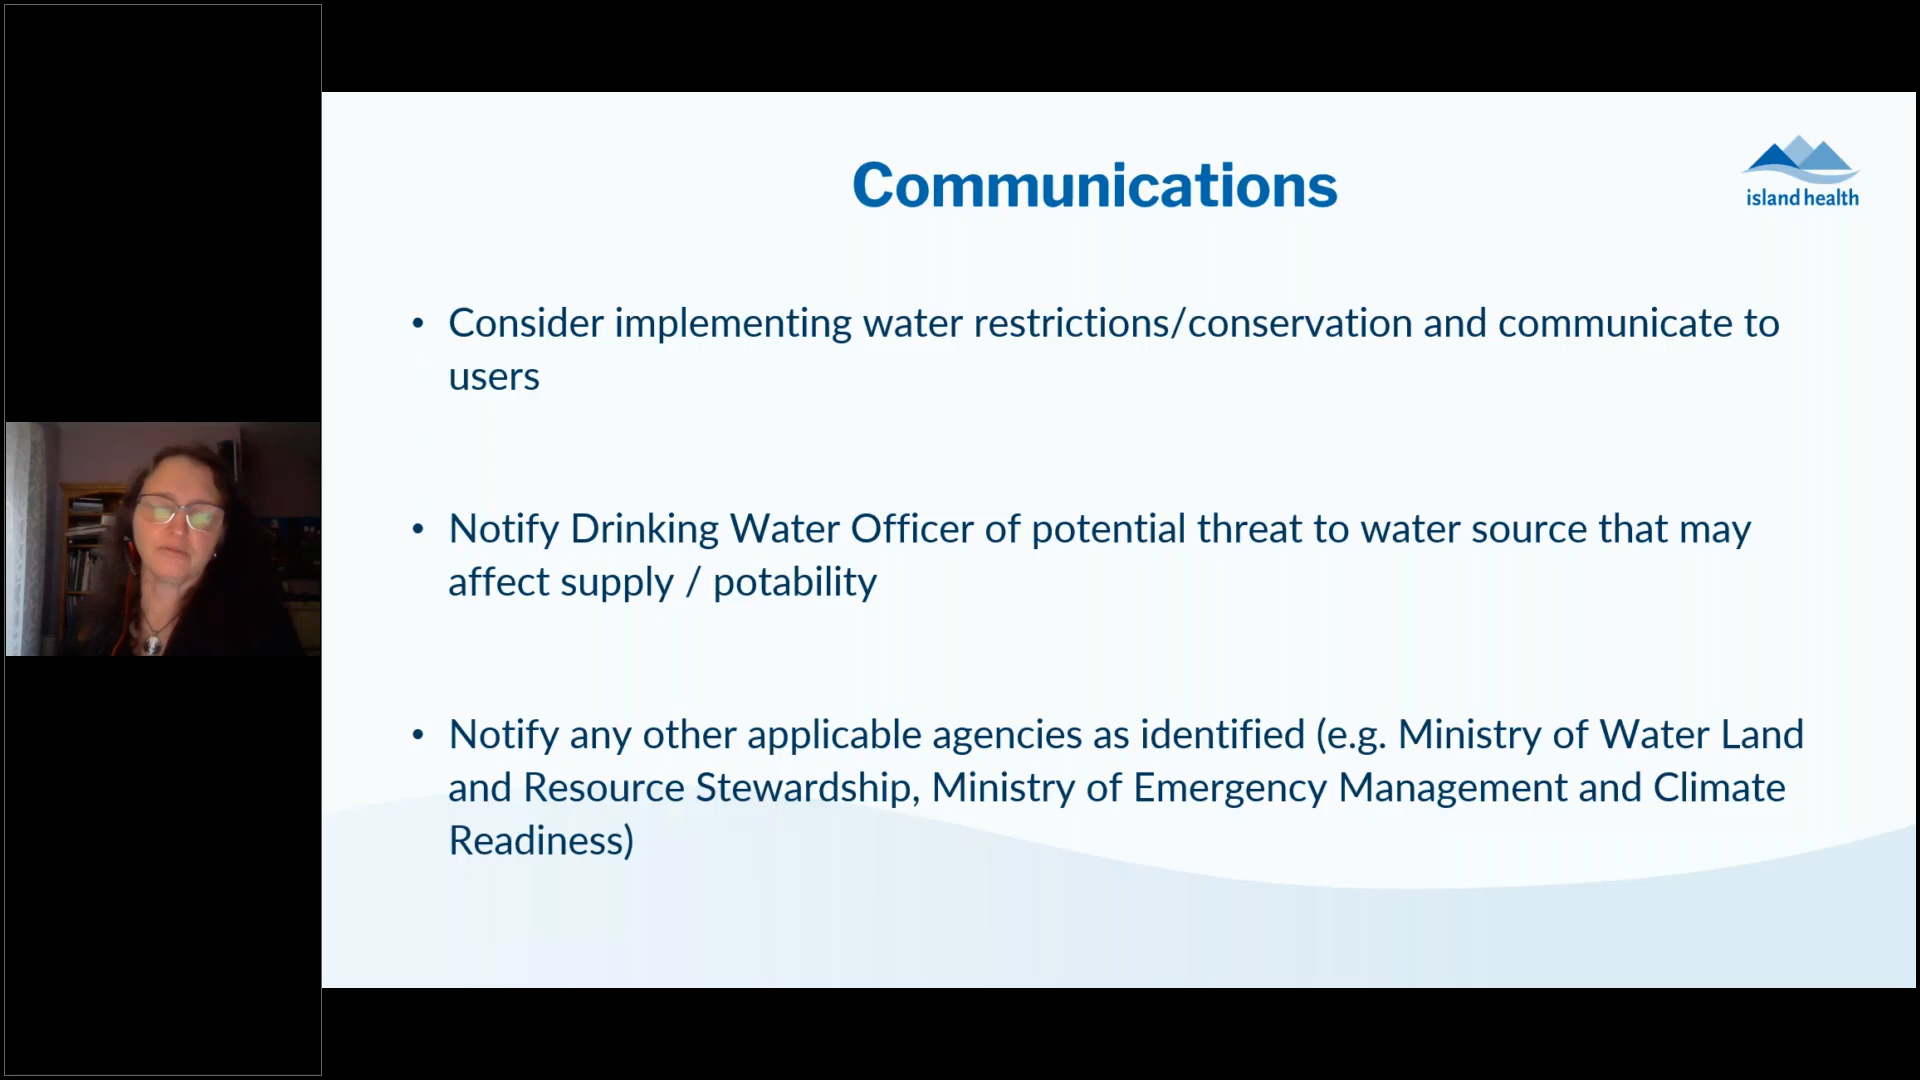 Communications
island health
• Consider implementing water restrictions/conservation and communicate to
users
• Notify Drinking Water Officer of potential threat to water source that may
affect supply / potability
• Notify any other applicable agencies as identified (e.g. Ministry of Water Land
and Resource Stewardship, Ministry of Emergency Management and Climate
Readiness)